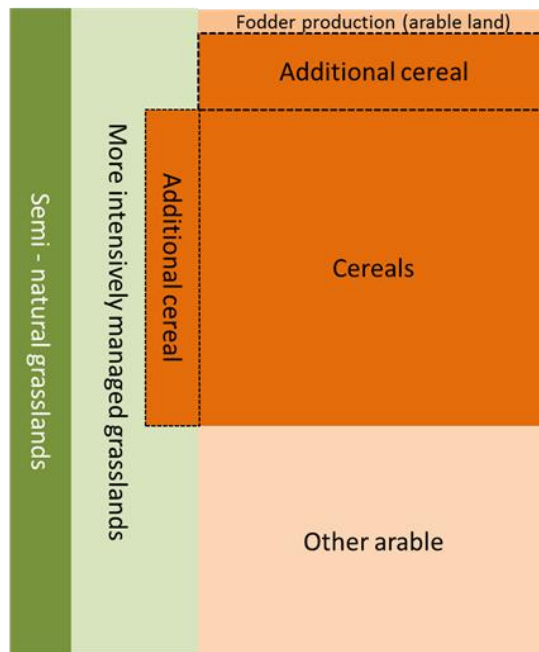 Fodder production (arable land)
Additional cereal
Semi - natural grasslands
More intensively managed grasslands
Additional cereal
Cereals
Other arable